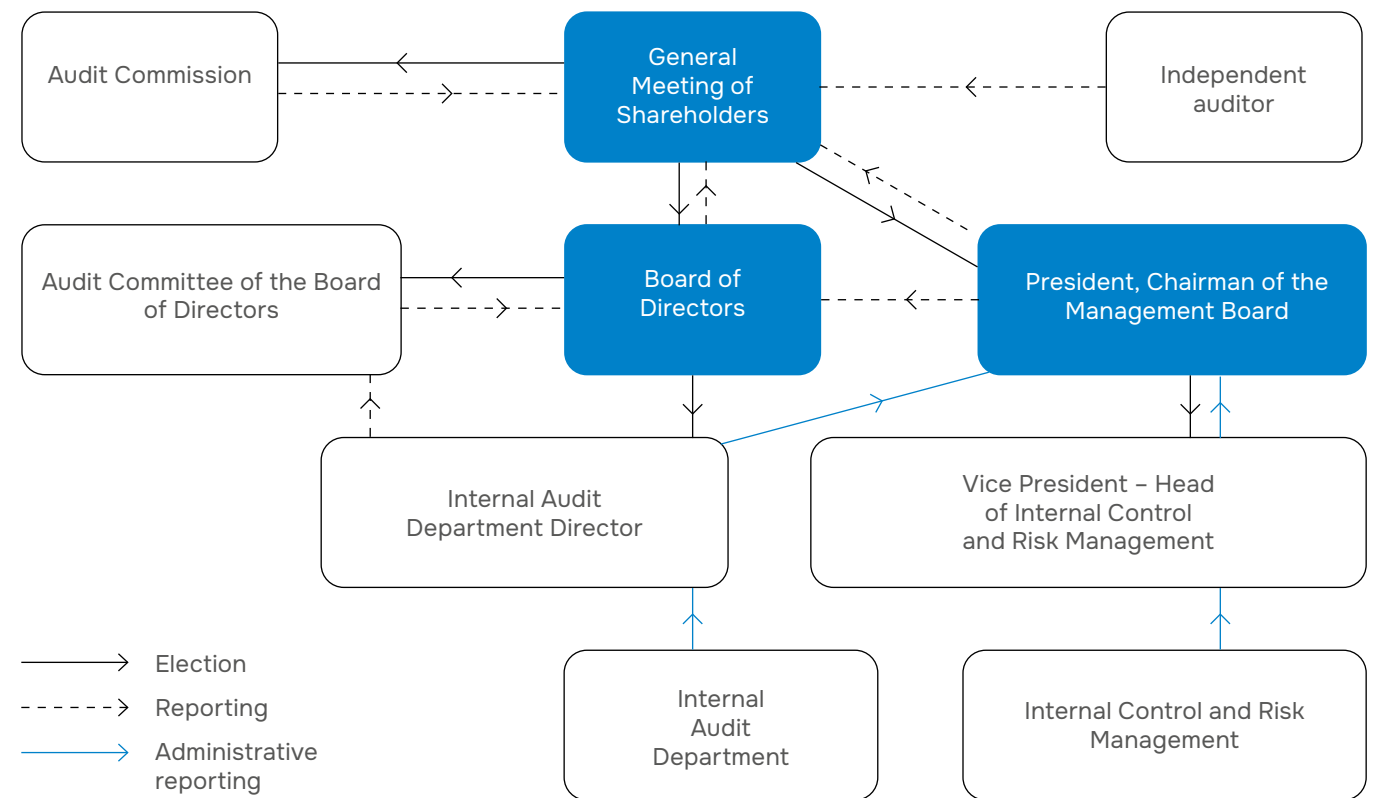 Audit Commission
General
Meeting of
Shareholders
Independent
auditor
Audit Committee of the Board
of Directors
Board of
Directors
President, Chairman of the
Management Board
Internal Audit
Department Director
Vice President – Head
of Internal Control
and Risk Management
Internal
Audit
Department
Internal Control and Risk
Management
Election
Reporting
Administrative
reporting